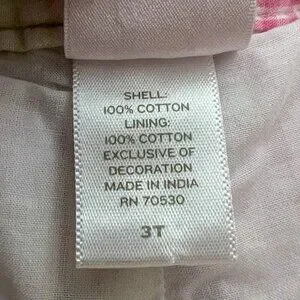 SHELL:
100% COTTON
LINING:
100% COTTON
EXCLUSIVE OF
DECORATION
MADE IN INDIA
RN 70530
3T